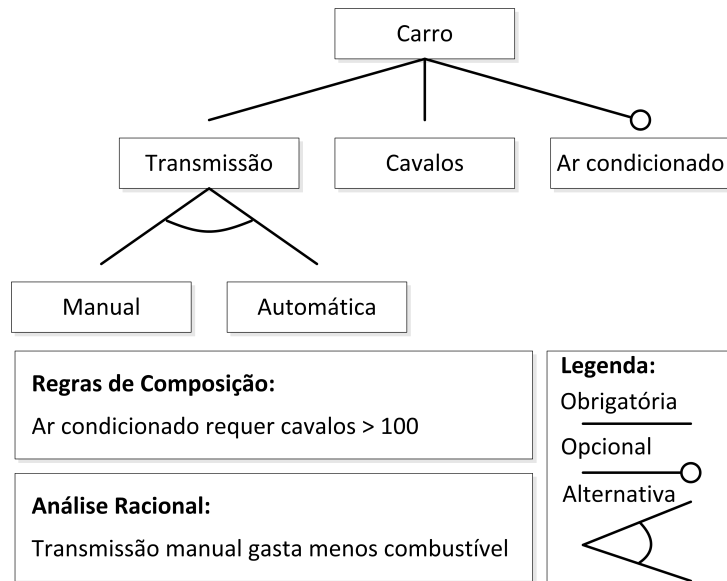 Carro
Transmissão
Cavalos
Ar condicionado
Manual
Automática
Regras de Composição:
Ar condicionado requer cavalos > 100
Análise Racional:
Transmissão manual gasta menos combustível
Legenda:
Obrigatória
Opcional
Alternativa